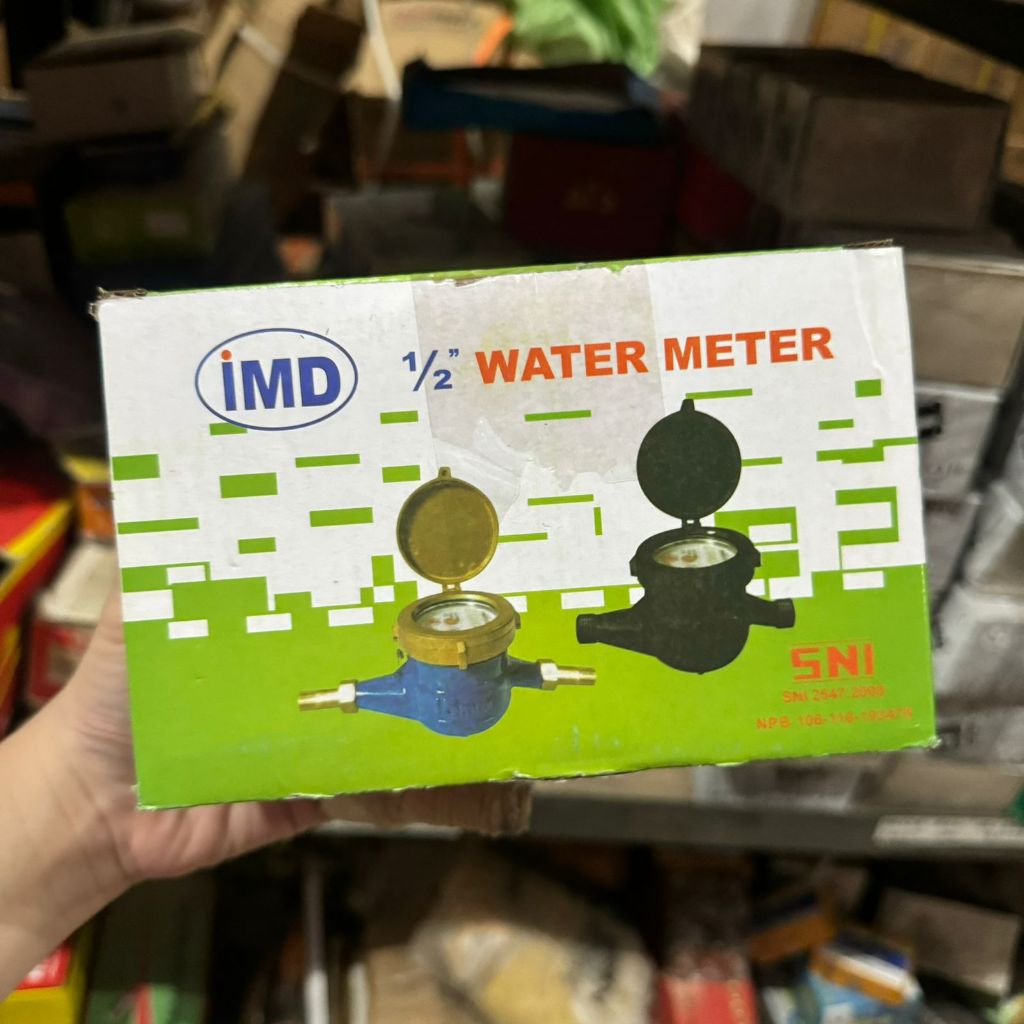 iMD
1/2" WATER METER
SNI
SNI 2547 2008